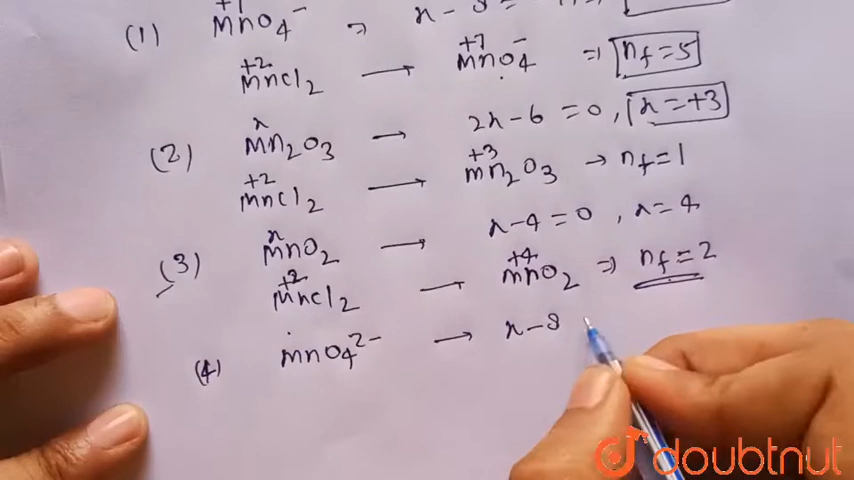 (1) MnO4⁻ ⇒ x-8 =
+2 MnCl2 → +7 MnO4⁻ ⇒ nf=5
(2) x Mn2O3 → 2x-6=0, x=+3
+2 MnCl2 → +3 Mn2O3 → nf=1
(3) x MnO2 → x-4=0, x=4
+2 MnCl2 → +4 MnO2 ⇒ nf=2
(4) MnO4²⁻ → x-8
doubtnut